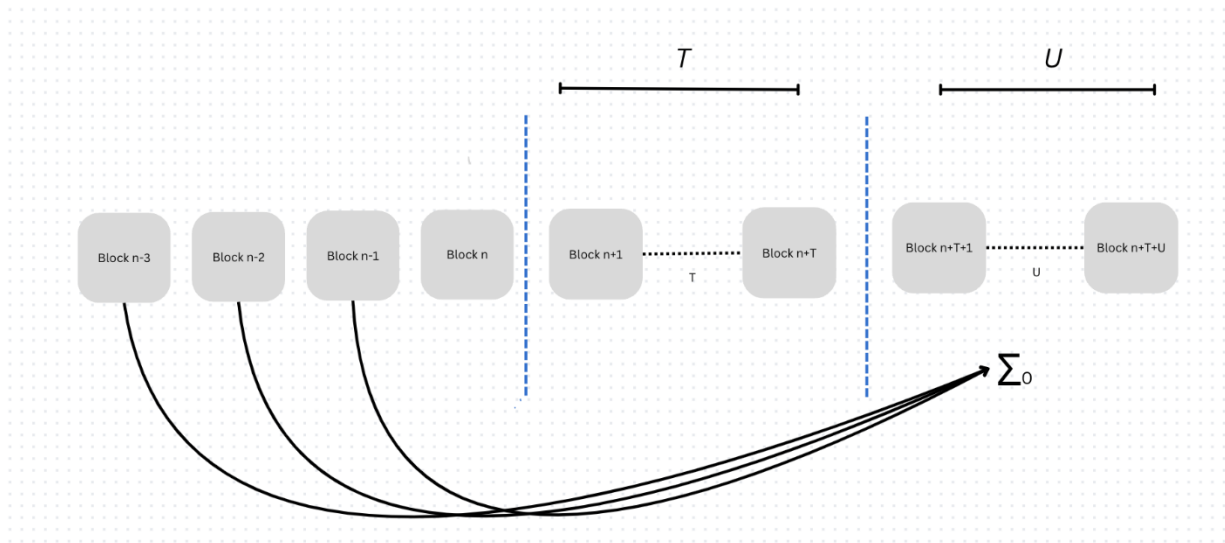 T
U
Block n-3
Block n-2
Block n-1
Block n
Block n+1
T
Block n+T
Block n+T+1
U
Block n+T+U
∑0